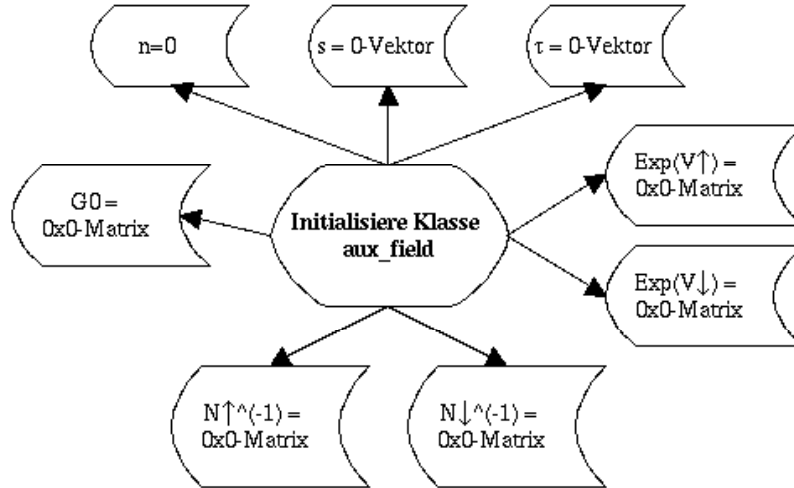 n=0
s = 0-Vektor
τ = 0-Vektor
Exp(V↑) =
0x0-Matrix
G0 =
0x0-Matrix
Initialisiere Klasse
aux_field
Exp(V↓) =
0x0-Matrix
N↑^(-1) =
0x0-Matrix
N↓^(-1) =
0x0-Matrix